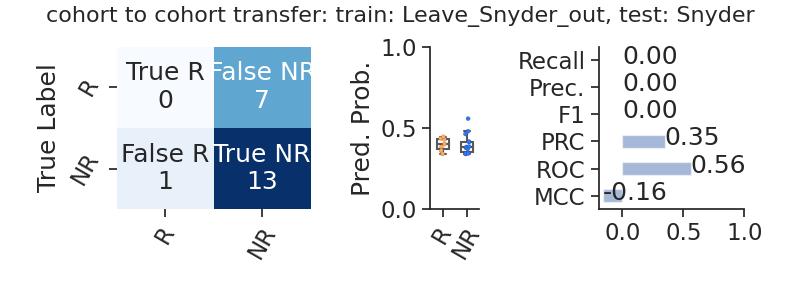 cohort to cohort transfer: train: Leave_Snyder_out, test: Snyder
True Label
R
NR
True R
0
False NR
7
False R
1
True NR
13
R
NR
Pred. Prob.
1.0
0.5
0.0
R
NR
Recall
0.00
Prec.
0.00
F1
0.00
PRC
0.35
ROC
0.56
MCC
-0.16
0.0
0.5
1.0